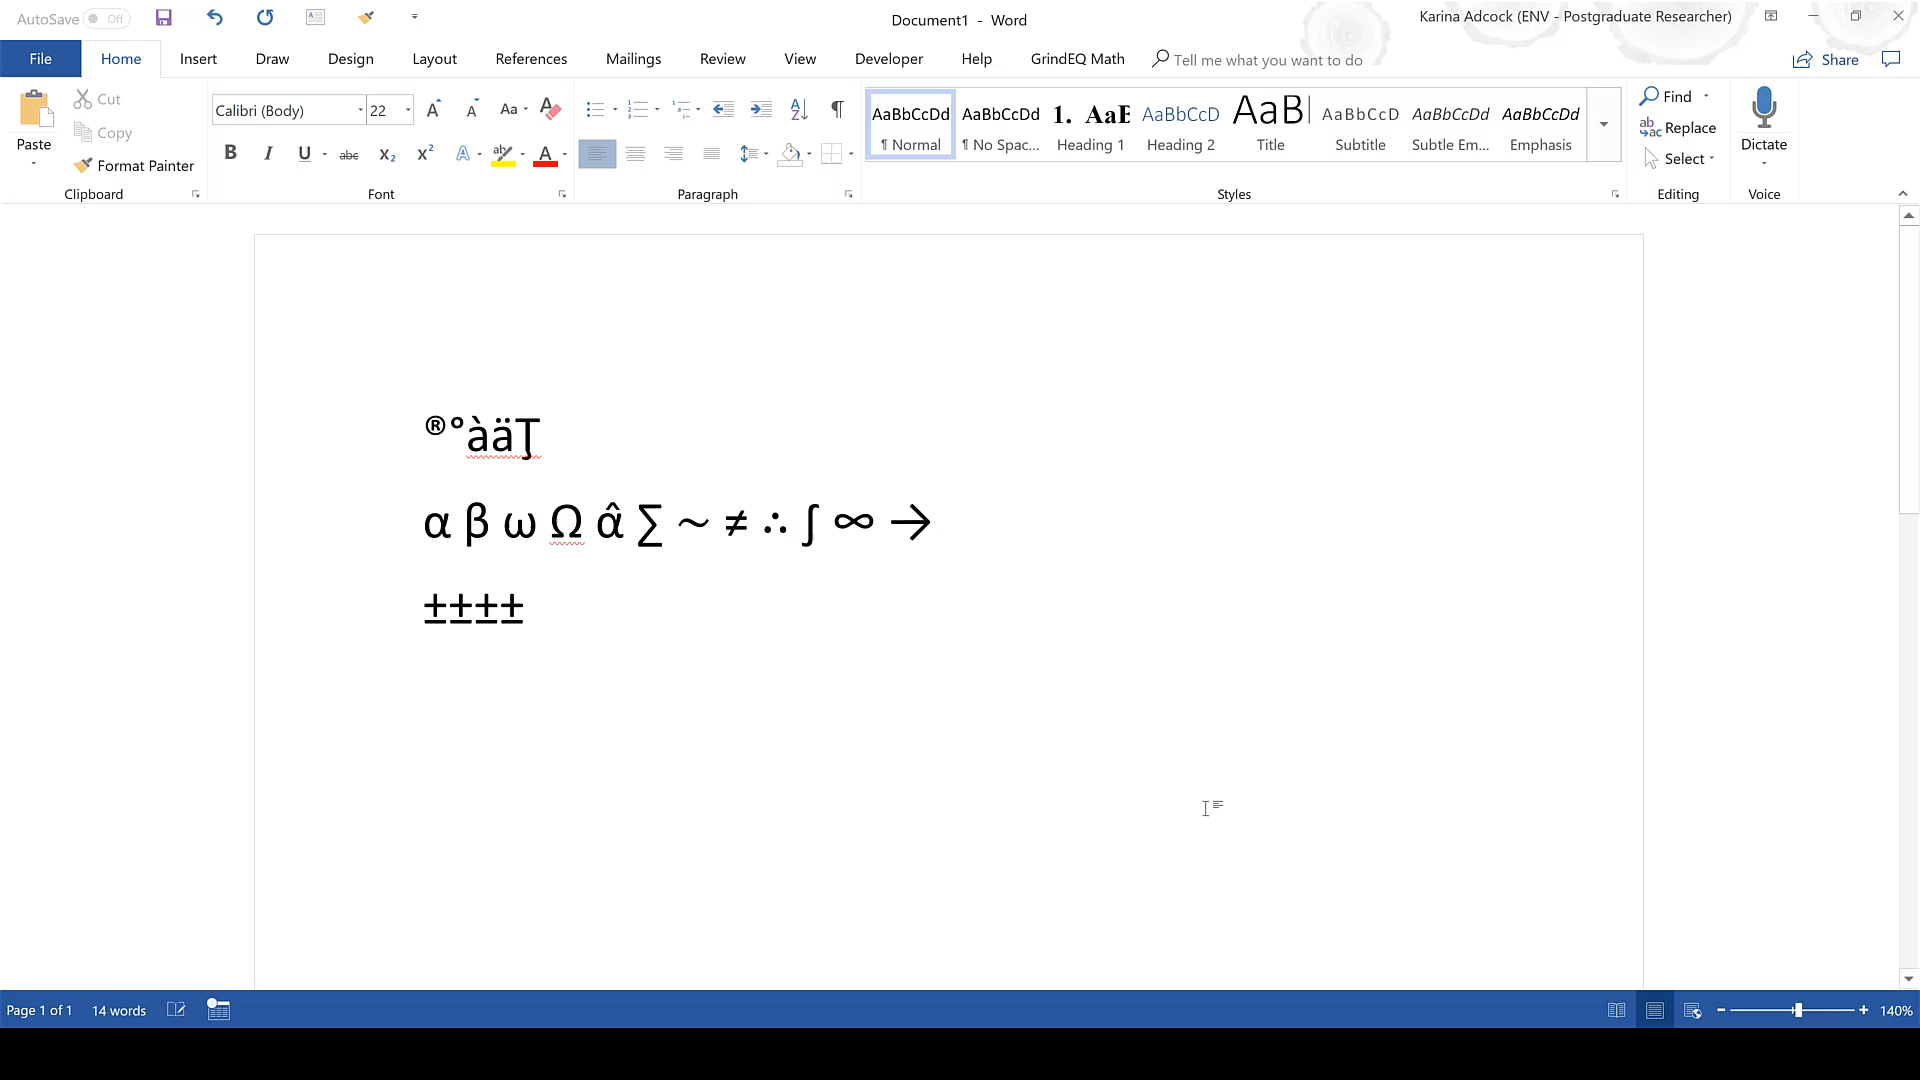 AutoSave Off
Document1 - Word
Karina Adcock (ENV - Postgraduate Researcher)
File Home Insert Draw Design Layout References Mailings Review View Developer Help GrindEQ Math Tell me what you want to do Share
Paste
Cut
Copy
Format Painter
Clipboard
Calibri (Body) 22
Font
Paragraph
AaBbCcDd AaBbCcDd 1. AaB AaBbCcD AaB AaBbCcD AaBbCcDd AaBbCcDd
¶ Normal ¶ No Spac... Heading 1 Heading 2 Title Subtitle Subtle Em... Emphasis
Styles
Find
Replace
Select
Editing
Dictate
Voice
®°àäŢ
α β ω Ω α̂ ∑ ~ ≠ ∴ ∫ ∞ →
±±±±
Page 1 of 1 14 words 140%